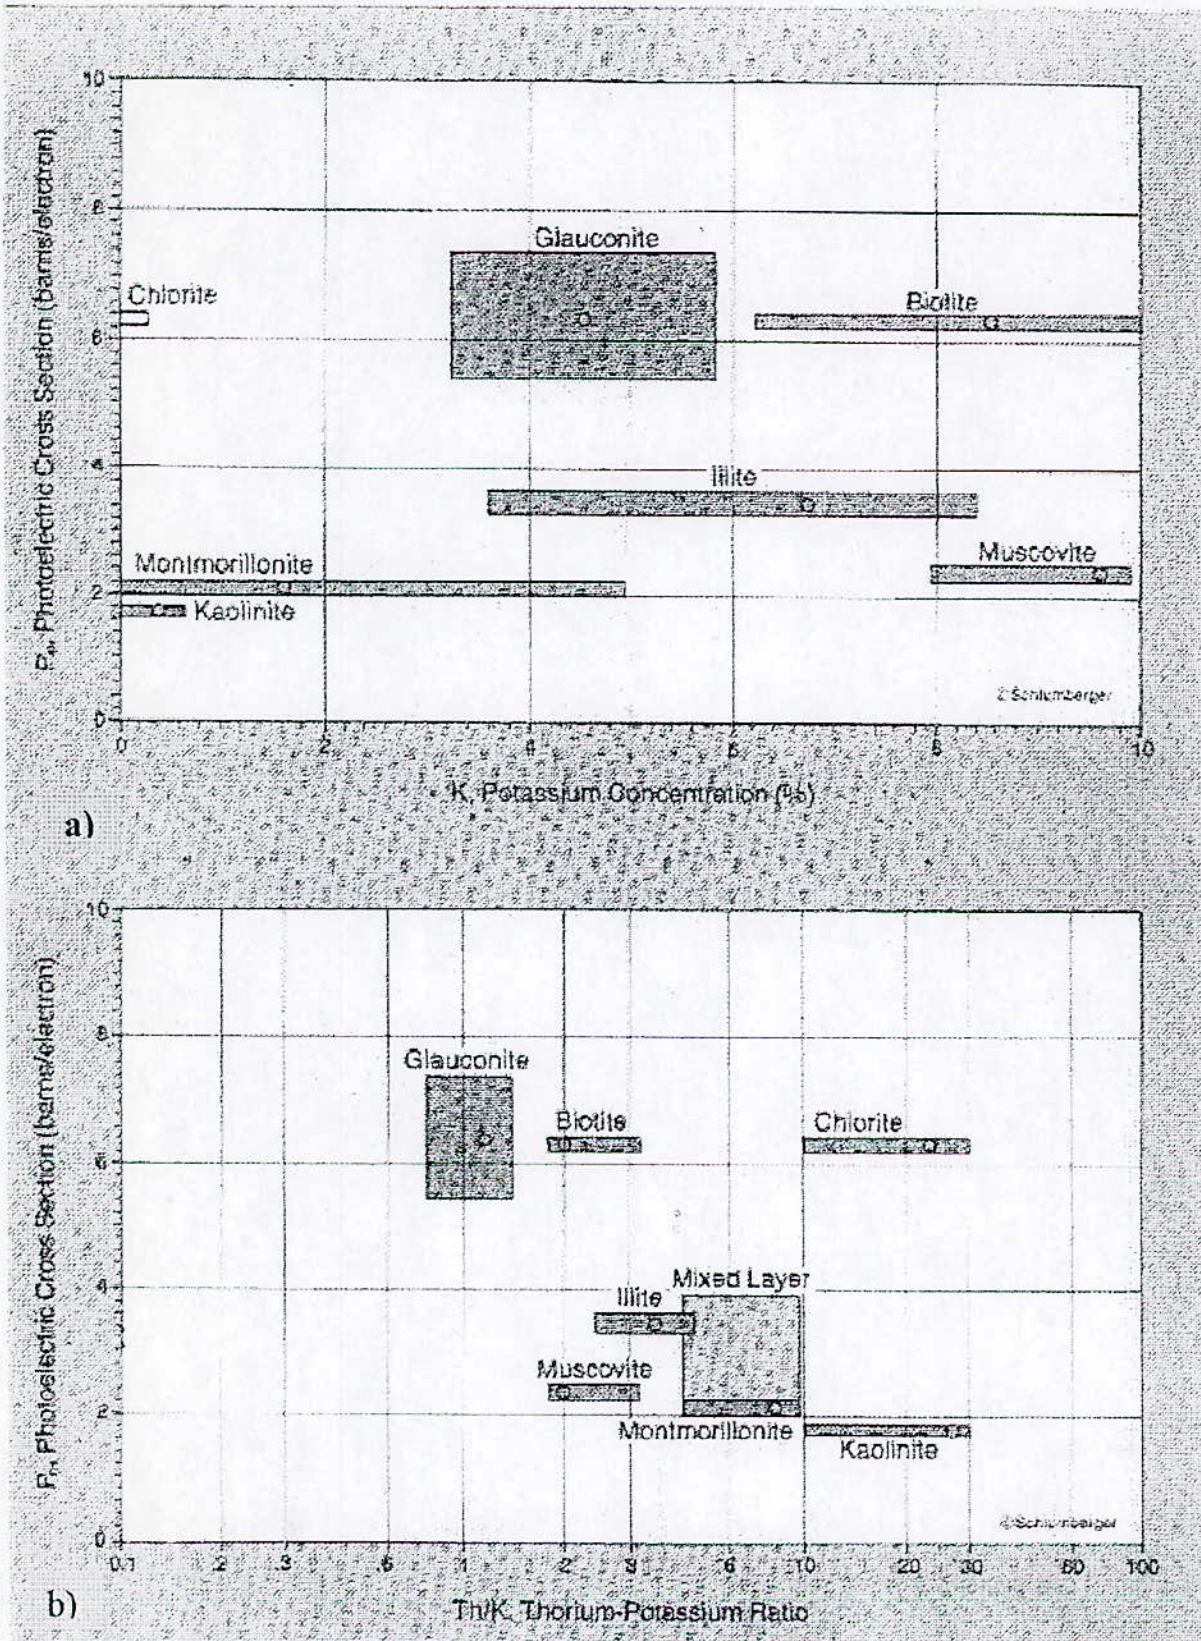 10
8
6
4
2
0
Pe, Photoelectric Cross Section (barns/electron)
Glauconite
Chlorite
Biotite
Illite
Montmorillonite
Muscovite
Kaolinite
© Schlumberger
0 2 4 6 8 10
K, Potassium Concentration (%)
a)
10
8
6
4
2
0
Pe, Photoelectric Cross Section (barns/electron)
Glauconite
Biotite
Chlorite
Mixed Layer
Illite
Muscovite
Montmorillonite
Kaolinite
© Schlumberger
0.1 .2 .3 .6 1 2 3 6 10 20 30 60 100
Th/K, Thorium-Potassium Ratio
b)